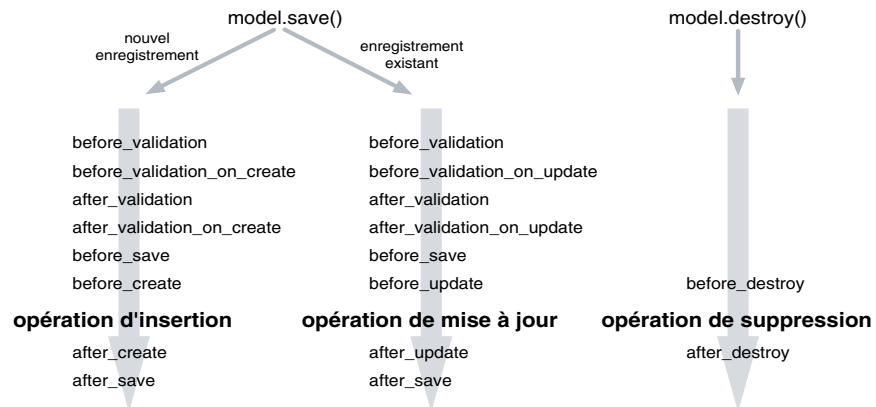 model.save()
nouvel
enregistrement
enregistrement
existant
before_validation
before_validation_on_create
after_validation
after_validation_on_create
before_save
before_create
opération d'insertion
after_create
after_save
before_validation
before_validation_on_update
after_validation
after_validation_on_update
before_save
before_update
opération de mise à jour
after_update
after_save
model.destroy()
before_destroy
opération de suppression
after_destroy